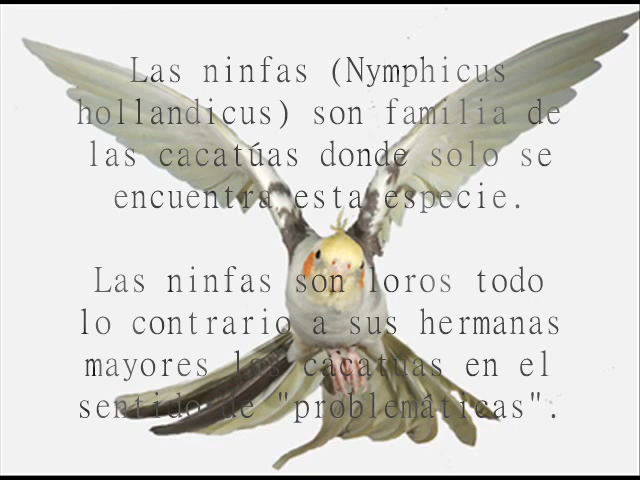 Las ninfas (Nymphicus
hollandicus) son familia de
las cacatúas donde solo se
encuentra esta especie.
Las ninfas son loros todo
lo contrario a sus hermanas
mayores las cacatúas en el
sentido de "problemáticas".